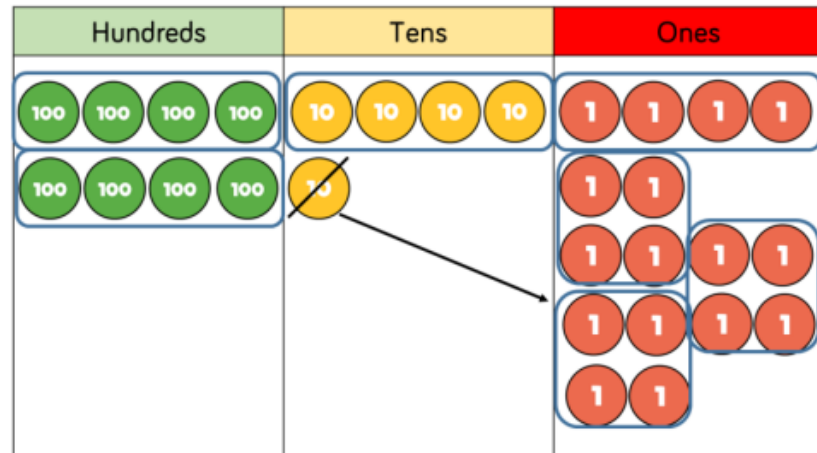 Hundreds Tens Ones
100 100 100 100 10 10 10 10 1 1 1 1
100 100 100 100 10 1 1
1 1 1 1
1 1 1 1
1 1